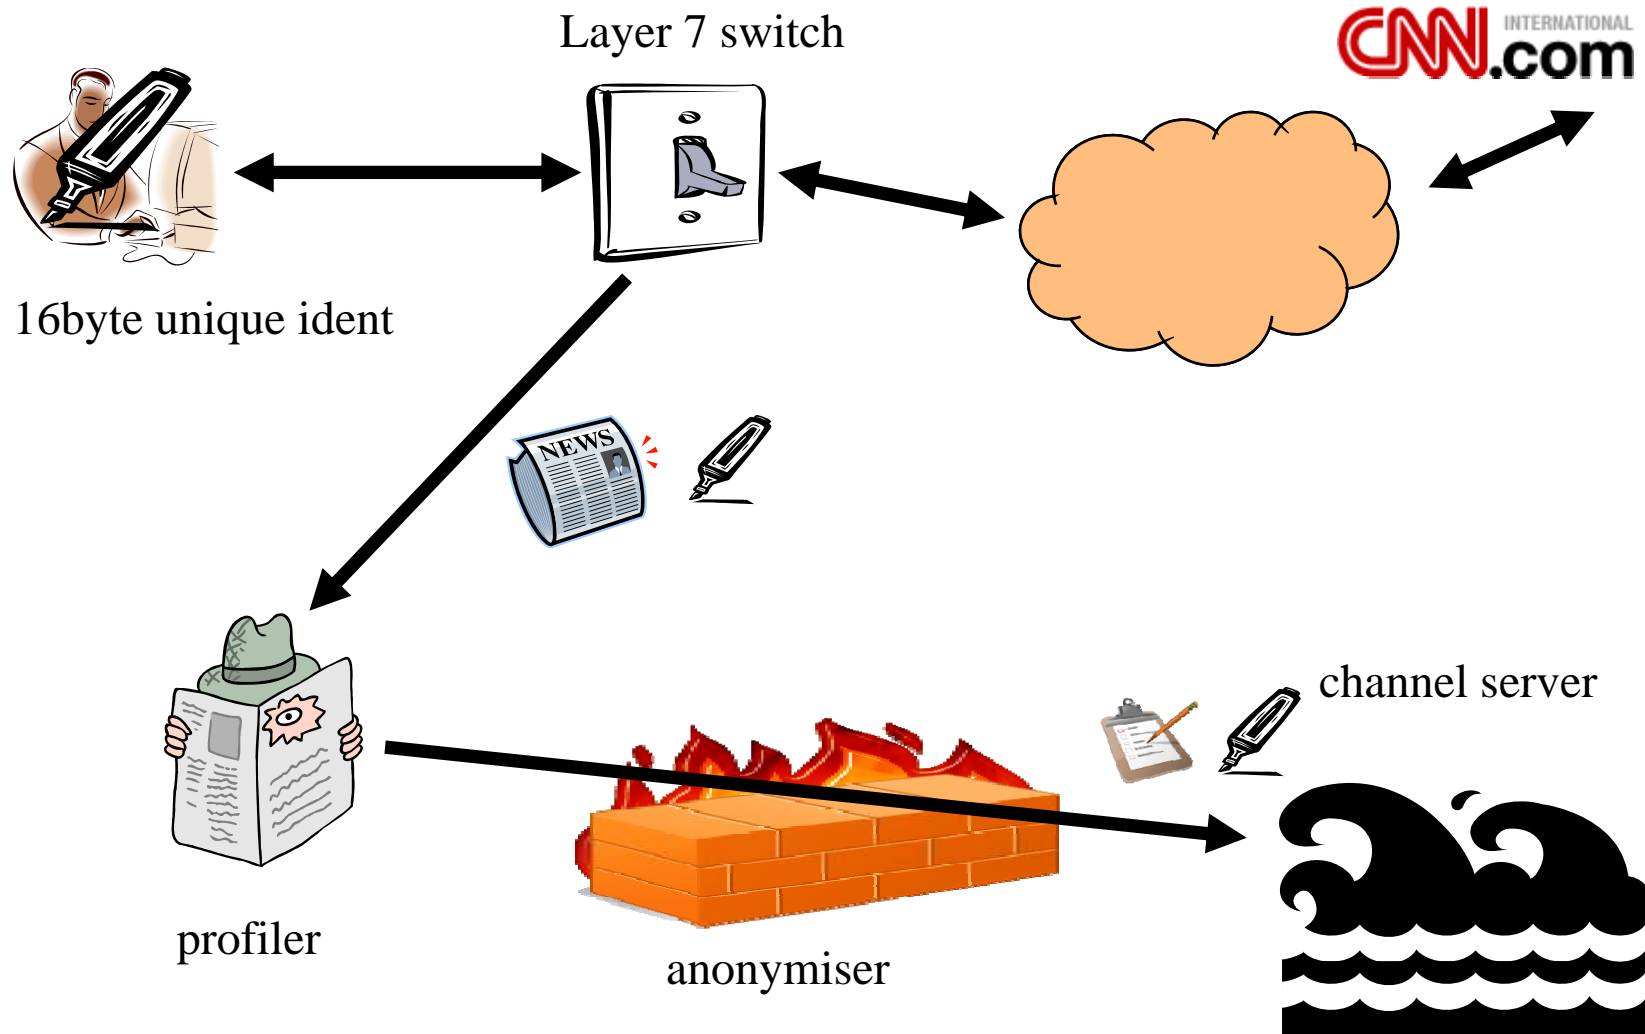 Layer 7 switch
CNN INTERNATIONAL
.com
16byte unique ident
NEWS
channel server
profiler
anonymiser